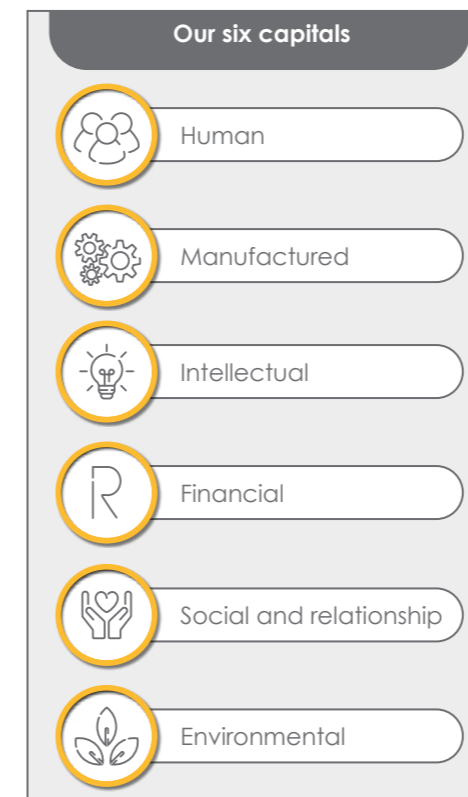 Our six capitals
Human
Manufactured
Intellectual
R
Financial
Social and relationship
Environmental